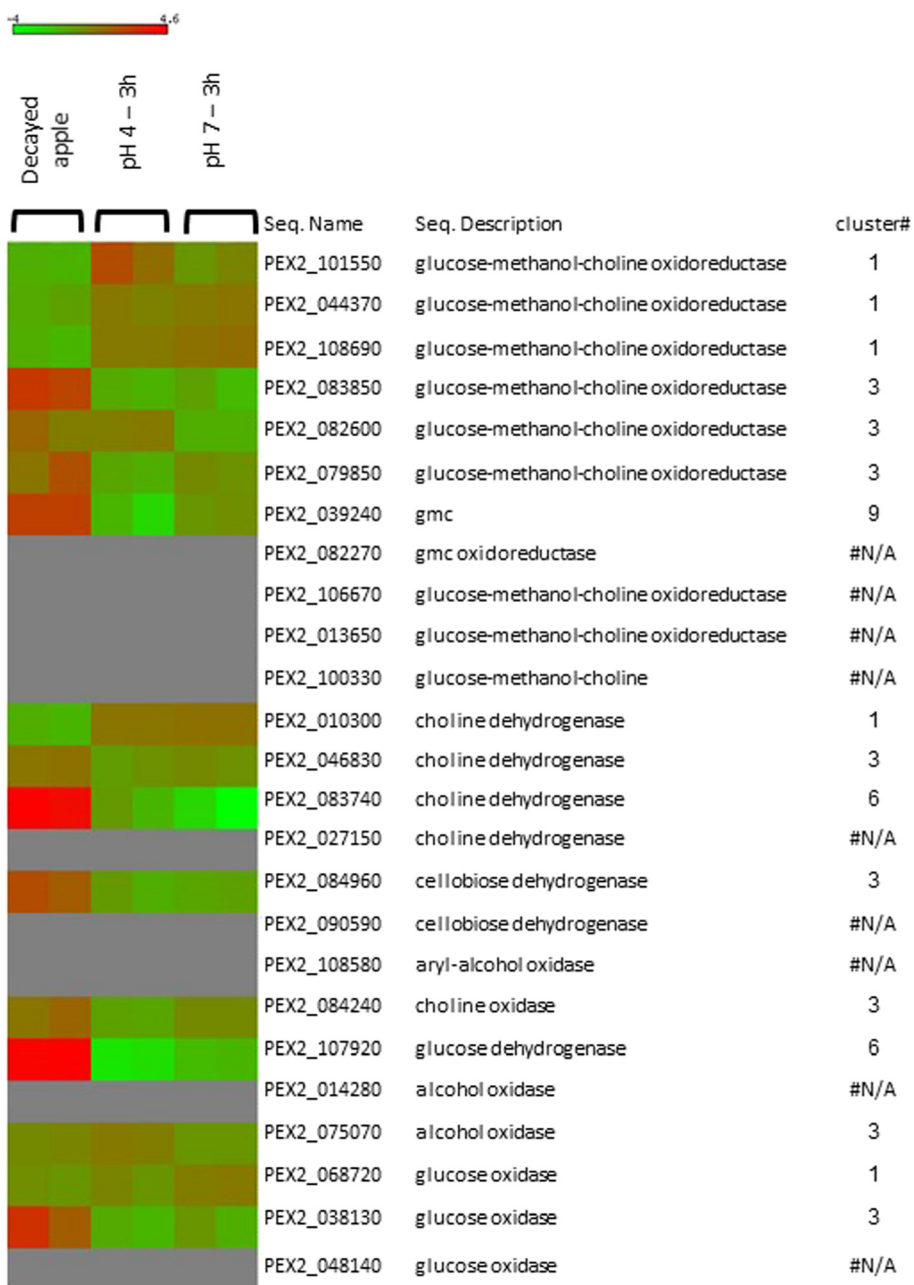 -4 4.6
Decayed
apple
pH 4 – 3h
pH 7 – 3h
Seq. Name Seq. Description cluster#
PEX2_101550 glucose-methanol-choline oxidoreductase 1
PEX2_044370 glucose-methanol-choline oxidoreductase 1
PEX2_108690 glucose-methanol-choline oxidoreductase 1
PEX2_083850 glucose-methanol-choline oxidoreductase 3
PEX2_082600 glucose-methanol-choline oxidoreductase 3
PEX2_079850 glucose-methanol-choline oxidoreductase 3
PEX2_039240 gmc 9
PEX2_082270 gmc oxidoreductase #N/A
PEX2_106670 glucose-methanol-choline oxidoreductase #N/A
PEX2_013650 glucose-methanol-choline oxidoreductase #N/A
PEX2_100330 glucose-methanol-choline #N/A
PEX2_010300 choline dehydrogenase 1
PEX2_046830 choline dehydrogenase 3
PEX2_083740 choline dehydrogenase 6
PEX2_027150 choline dehydrogenase #N/A
PEX2_084960 cellobiose dehydrogenase 3
PEX2_090590 cellobiose dehydrogenase #N/A
PEX2_108580 aryl-alcohol oxidase #N/A
PEX2_084240 choline oxidase 3
PEX2_107920 glucose dehydrogenase 6
PEX2_014280 alcohol oxidase #N/A
PEX2_075070 alcohol oxidase 3
PEX2_068720 glucose oxidase 1
PEX2_038130 glucose oxidase 3
PEX2_048140 glucose oxidase #N/A